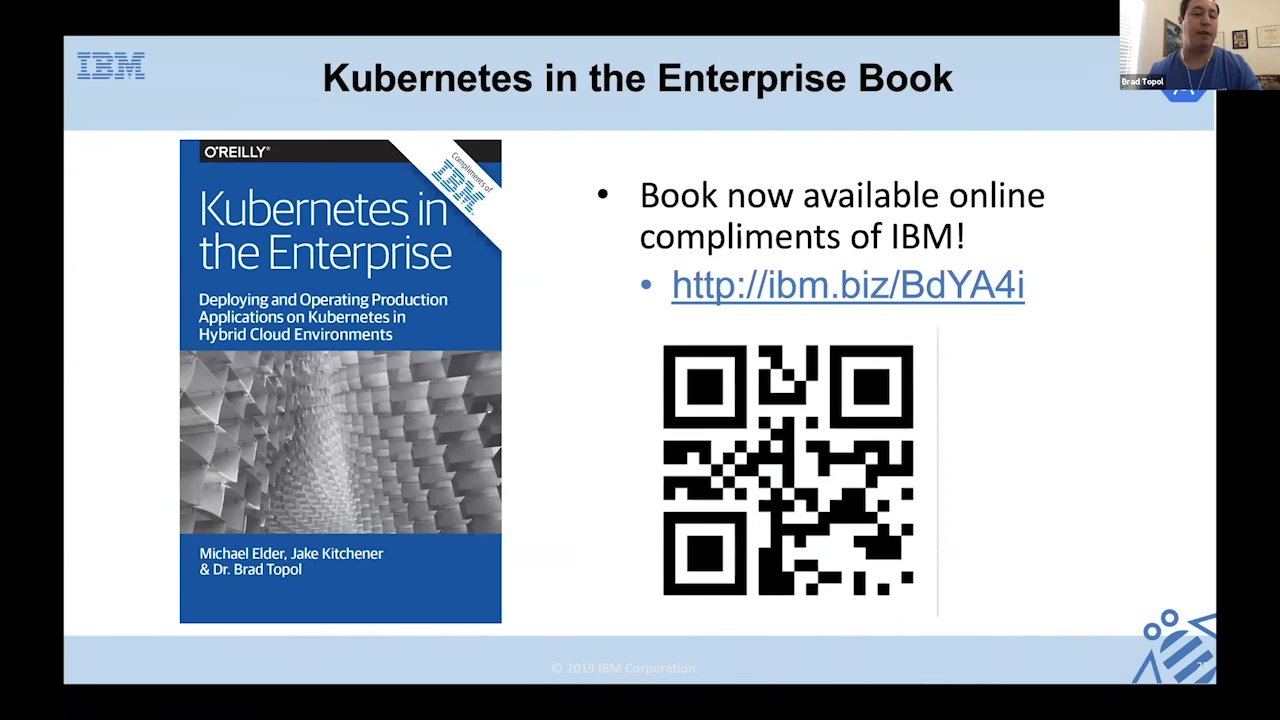 IBM
Kubernetes in the Enterprise Book
Brad Topol
O'REILLY®
Compliments of
IBM.
Kubernetes in
the Enterprise
Deploying and Operating Production
Applications on Kubernetes in
Hybrid Cloud Environments
Michael Elder, Jake Kitchener
& Dr. Brad Topol
• Book now available online
compliments of IBM!
• http://ibm.biz/BdYA4i
© 2019 IBM Corporation